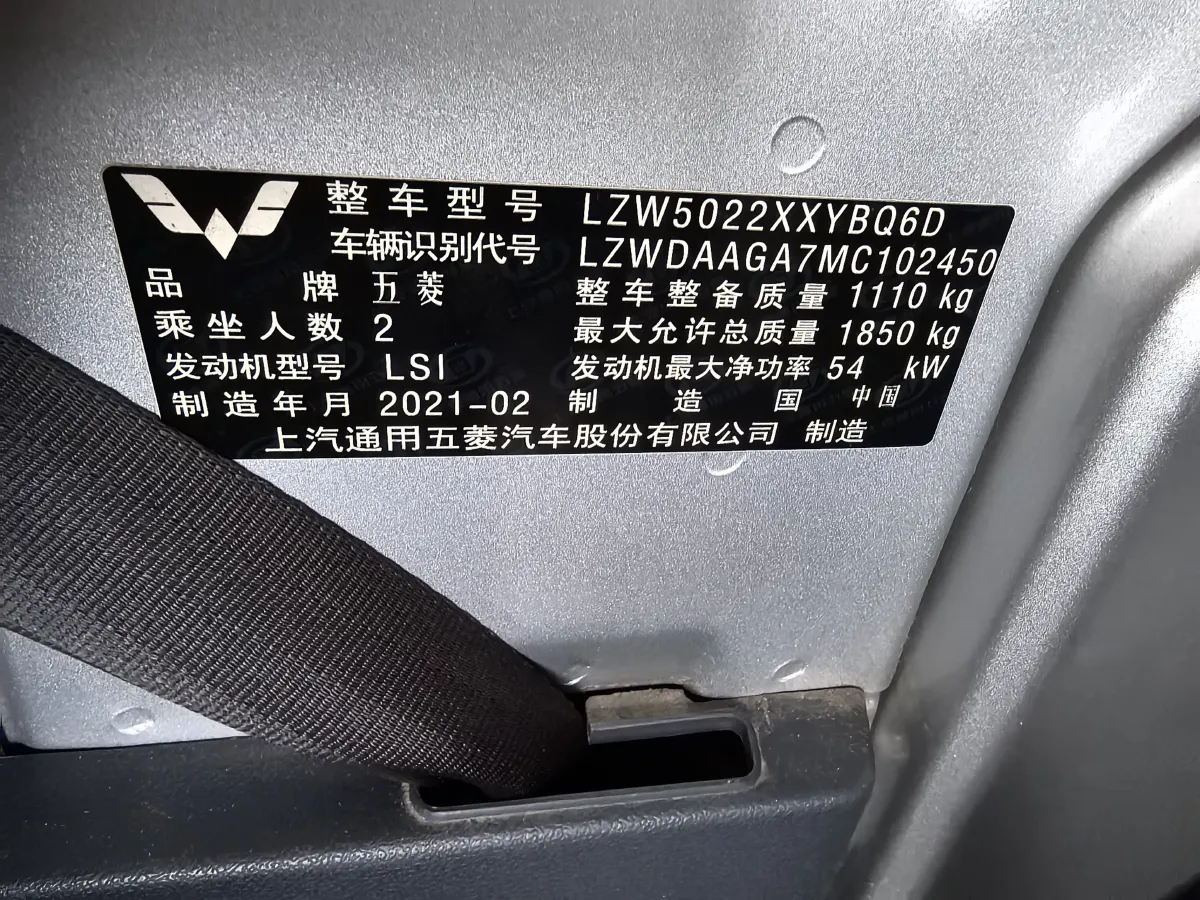 整车型号 LZW5022XXYBQ6D
车辆识别代号 LZWDAAGA7MC102450
品牌 五菱 整车整备质量 1110 kg
乘坐人数 2 最大允许总质量 1850 kg
发动机型号 LSI 发动机最大净功率 54 kW
制造年月 2021-02 制造国 中国
上汽通用五菱汽车股份有限公司 制造